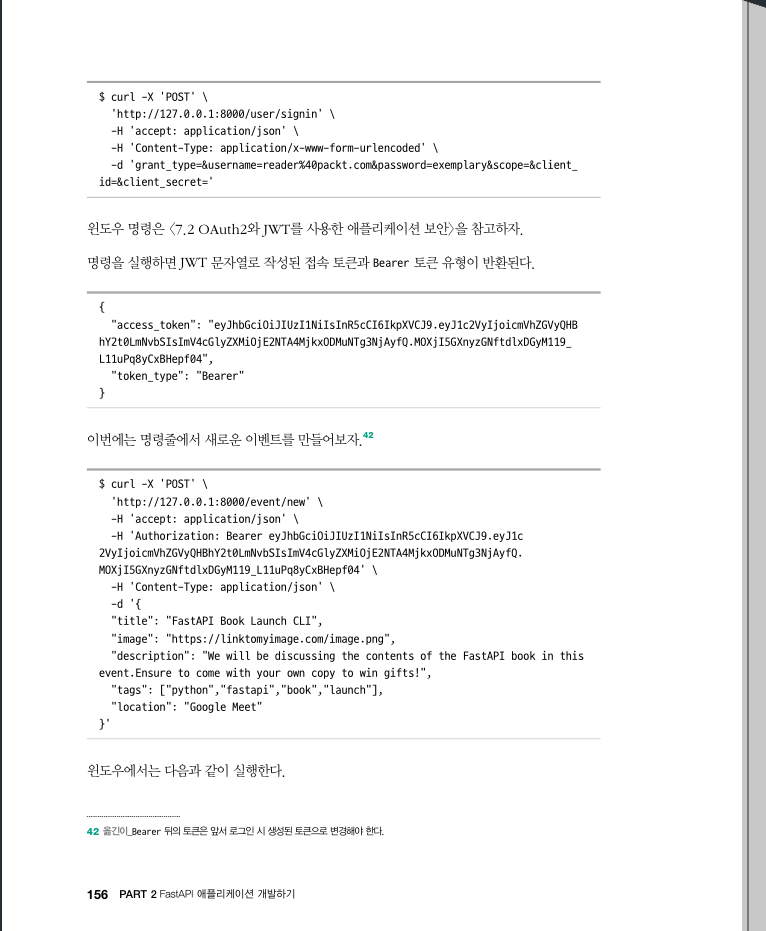 $ curl -X 'POST' \
'http://127.0.0.1:8000/user/signin' \
-H 'accept: application/json' \
-H 'Content-Type: application/x-www-form-urlencoded' \
-d 'grant_type=&username=reader%40packt.com&password=exemplary&scope=&client_
id=&client_secret='
윈도우 명령은 〈7.2 OAuth2와 JWT를 사용한 애플리케이션 보안〉을 참고하자.
명령을 실행하면 JWT 문자열로 작성된 접속 토큰과 Bearer 토큰 유형이 반환된다.
{
"access_token": "eyJhbGciOiJIUzI1NiIsInR5cCI6IkpXVCJ9.eyJ1c2VyIjoicmVhZGVyQHB
hY2t0LmNvbSIsImV4cGlyZXMiOjE2NTA4MjkxODMuNTg3NjAyfQ.MOXjI5GXnyzGNftdlxDGyM119_
L11uPq8yCxBHepf04",
"token_type": "Bearer"
}
이번에는 명령줄에서 새로운 이벤트를 만들어보자.42
$ curl -X 'POST' \
'http://127.0.0.1:8000/event/new' \
-H 'accept: application/json' \
-H 'Authorization: Bearer eyJhbGciOiJIUzI1NiIsInR5cCI6IkpXVCJ9.eyJ1c
2VyIjoicmVhZGVyQHBhY2t0LmNvbSIsImV4cGlyZXMiOjE2NTA4MjkxODMuNTg3NjAyfQ.
MOXjI5GXnyzGNftdlxDGyM119_L11uPq8yCxBHepf04' \
-H 'Content-Type: application/json' \
-d '{
"title": "FastAPI Book Launch CLI",
"image": "https://linktomyimage.com/image.png",
"description": "We will be discussing the contents of the FastAPI book in this
event.Ensure to come with your own copy to win gifts!",
"tags": ["python","fastapi","book","launch"],
"location": "Google Meet"
}'
윈도우에서는 다음과 같이 실행한다.
42 옮긴이_Bearer 뒤의 토큰은 앞서 로그인 시 생성된 토큰으로 변경해야 한다.
156 PART 2 FastAPI 애플리케이션 개발하기